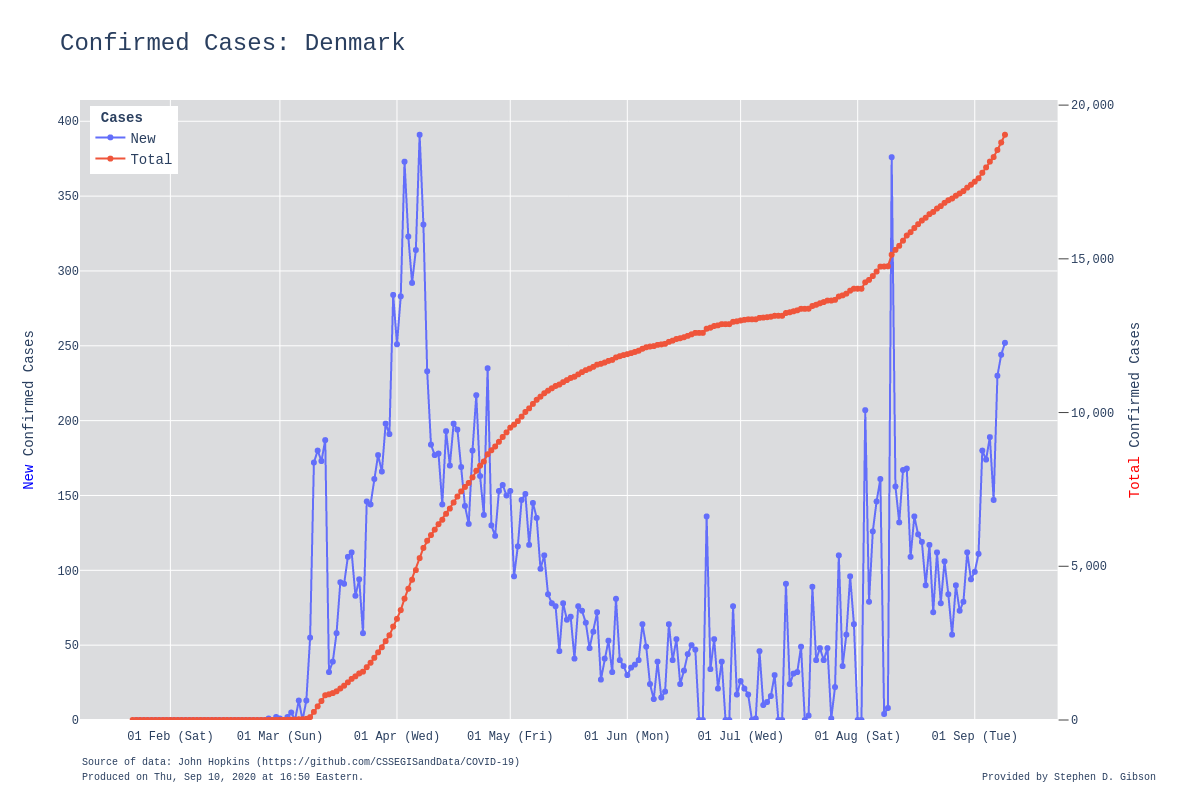 Confirmed Cases: Denmark
Cases
New
Total
400
350
300
250
200
150
100
50
0
20,000
15,000
10,000
5,000
0
New Confirmed Cases
Total Confirmed Cases
01 Feb (Sat) 01 Mar (Sun) 01 Apr (Wed) 01 May (Fri) 01 Jun (Mon) 01 Jul (Wed) 01 Aug (Sat) 01 Sep (Tue)
Source of data: John Hopkins (https://github.com/CSSEGISandData/COVID-19)
Produced on Thu, Sep 10, 2020 at 16:50 Eastern.
Provided by Stephen D. Gibson